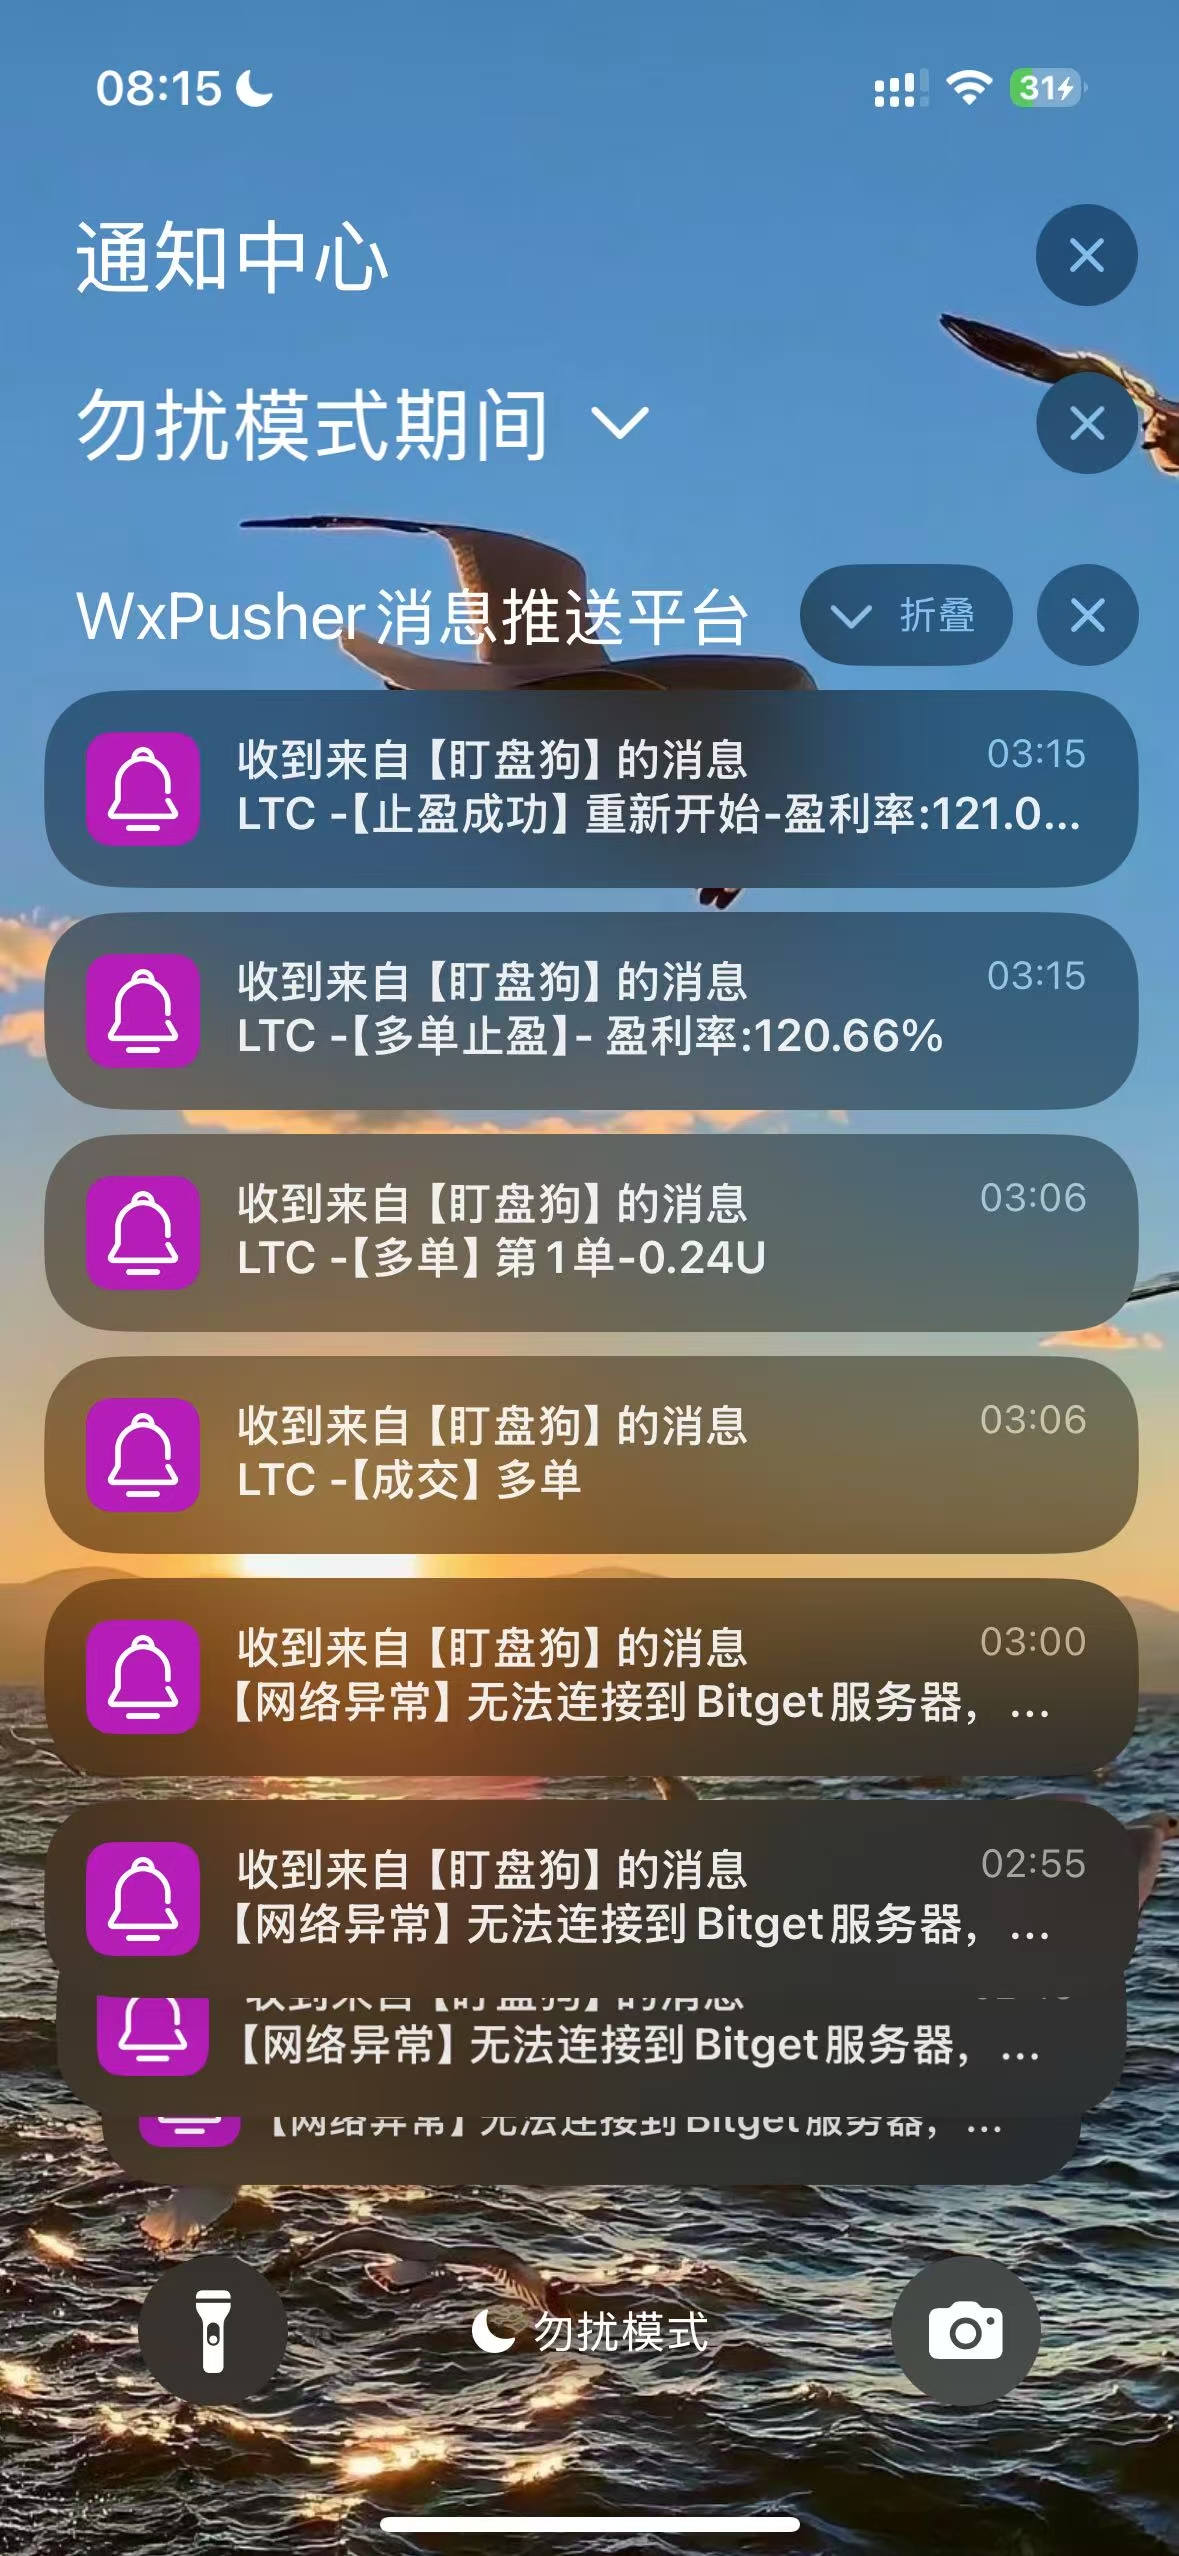 08:15
31
通知中心
勿扰模式期间
WxPusher消息推送平台
折叠
收到来自【盯盘狗】的消息
03:15
LTC -【止盈成功】重新开始-盈利率:121.0...
收到来自【盯盘狗】的消息
03:15
LTC -【多单止盈】- 盈利率:120.66%
收到来自【盯盘狗】的消息
03:06
LTC -【多单】第1单-0.24U
收到来自【盯盘狗】的消息
03:06
LTC -【成交】多单
收到来自【盯盘狗】的消息
03:00
【网络异常】无法连接到Bitget服务器，...
收到来自【盯盘狗】的消息
02:55
【网络异常】无法连接到Bitget服务器，...
收到来自【盯盘狗】的消息
【网络异常】无法连接到Bitget服务器，...
【网络异常】无法连接到Bitget服务器，...
勿扰模式